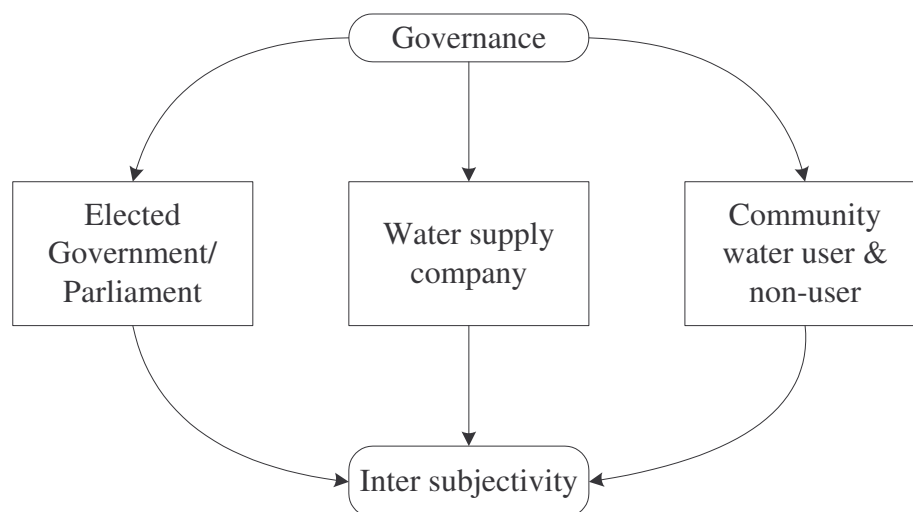 Governance
Elected
Government/
Parliament
Water supply
company
Community
water user &
non-user
Inter subjectivity